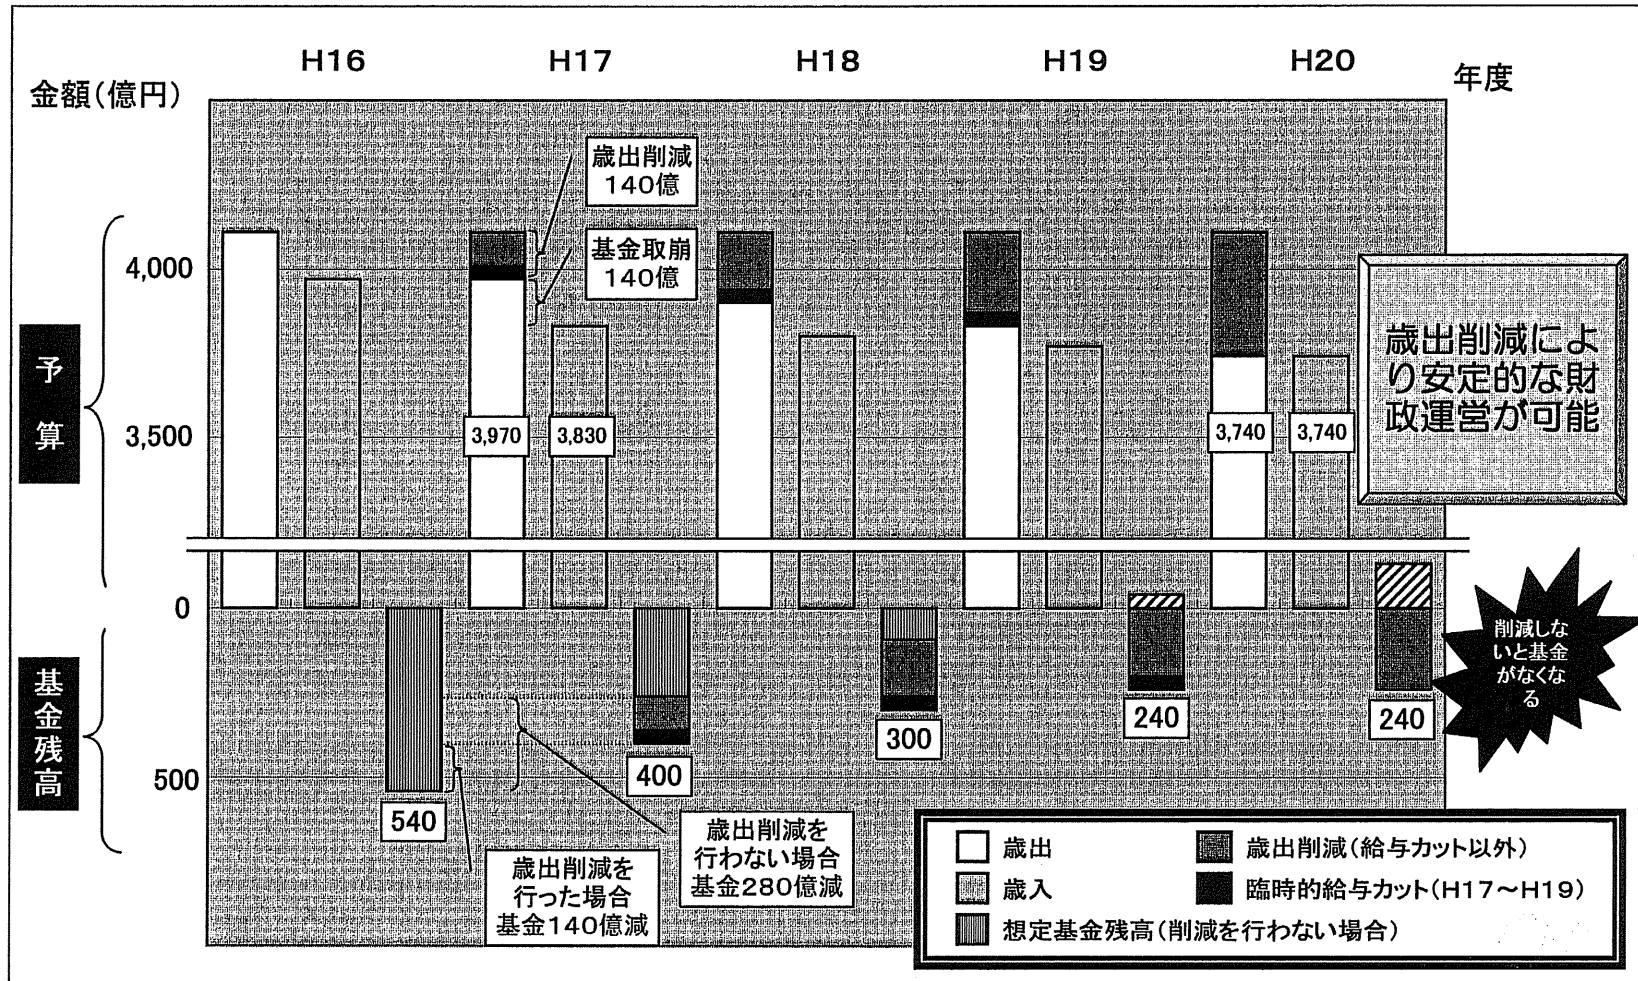 H16
H17
H18
H19
H20
年度
金額(億円)
歳出削減
140億
基金取崩
140億
4,000
3,500
0
500
予算
基金残高
3,970
3,830
3,740
3,740
歳出削減によ
り安定的な財
政運営が可能
削減しな
いと基金
がなくな
る
540
400
300
240
240
歳出削減を
行った場合
基金140億減
歳出削減を
行わない場合
基金280億減
歳出
歳出削減(給与カット以外)
歳入
臨時的給与カット(H17～H19)
想定基金残高(削減を行わない場合)